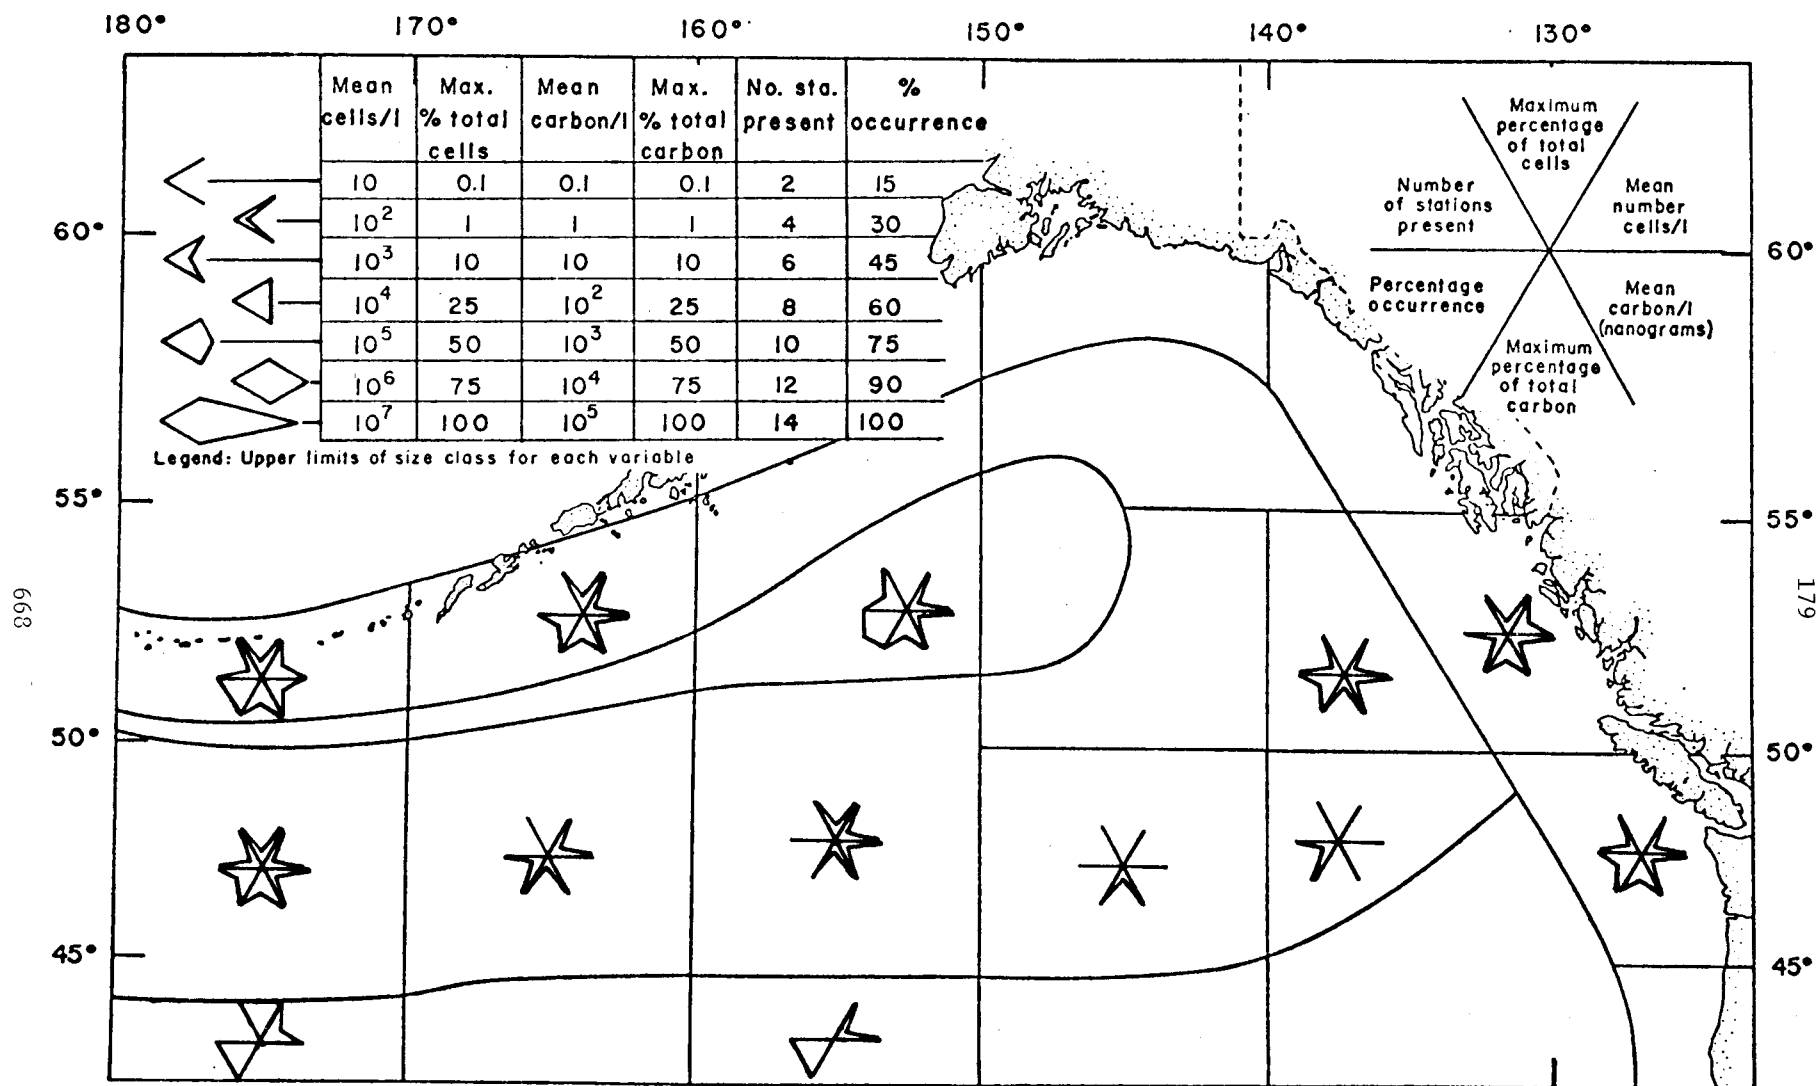 180° 170° 160° 150° 140° 130°
Mean Max. Mean Max. No. sta. %
cells/l % total carbon/l % total present occurrence
cells carbon
10 0.1 0.1 0.1 2 15
10² 1 1 1 4 30
10³ 10 10 10 6 45
10⁴ 25 10² 25 8 60
10⁵ 50 10³ 50 10 75
10⁶ 75 10⁴ 75 12 90
10⁷ 100 10⁵ 100 14 100
Legend: Upper limits of size class for each variable
Maximum
percentage
of total
cells
Number
of stations
present
Mean
number
cells/l
Percentage
occurrence
Mean
carbon/l
(nanograms)
Maximum
percentage
of total
carbon
60° 60°
55° 55°
50° 50°
45° 45°
668
179